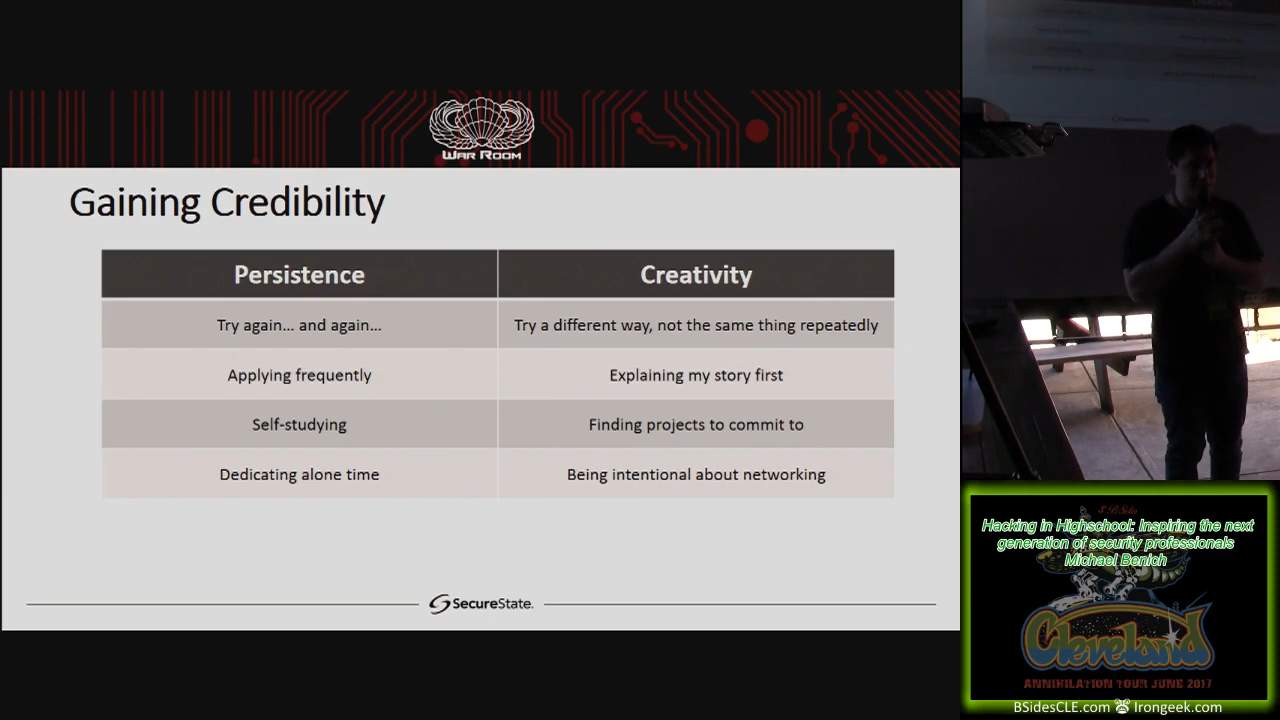 WAR ROOM
Gaining Credibility
Persistence
Creativity
Try again... and again...
Try a different way, not the same thing repeatedly
Applying frequently
Explaining my story first
Self-studying
Finding projects to commit to
Dedicating alone time
Being intentional about networking
SecureState.
BSides
Hacking in Highschool: Inspiring the next
generation of security professionals
Michael Benich
Cleveland
ANNIHILATION TOUR JUNE 2017
BSidesCLE.com Irongeek.com